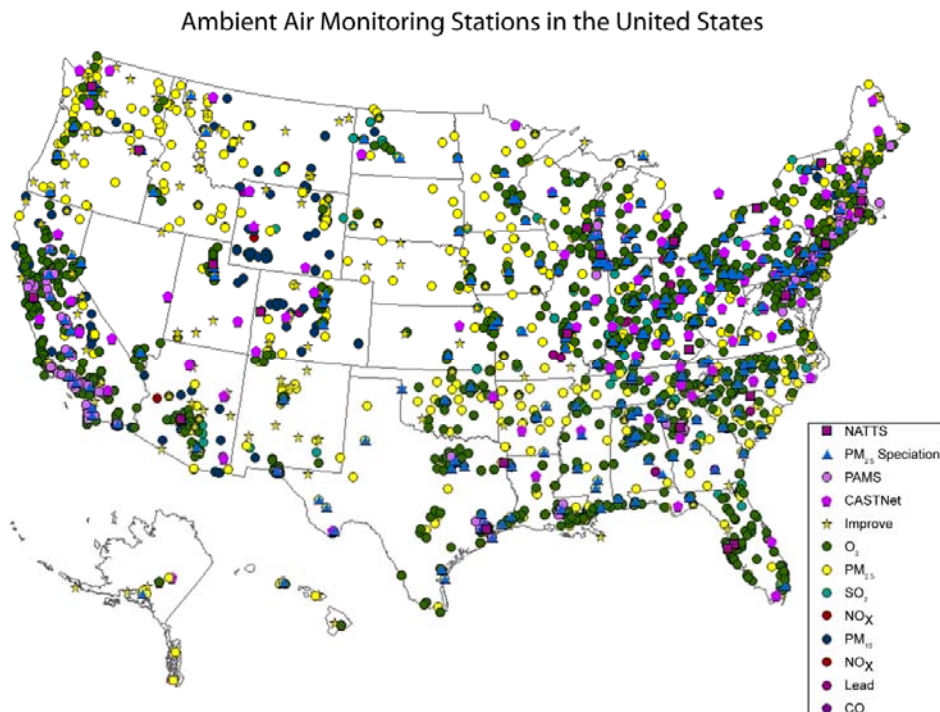 Ambient Air Monitoring Stations in the United States
NATTS
PM2.5 Speciation
PAMS
CASTNet
Improve
O3
PM2.5
SO2
NOX
PM10
NOX
Lead
CO